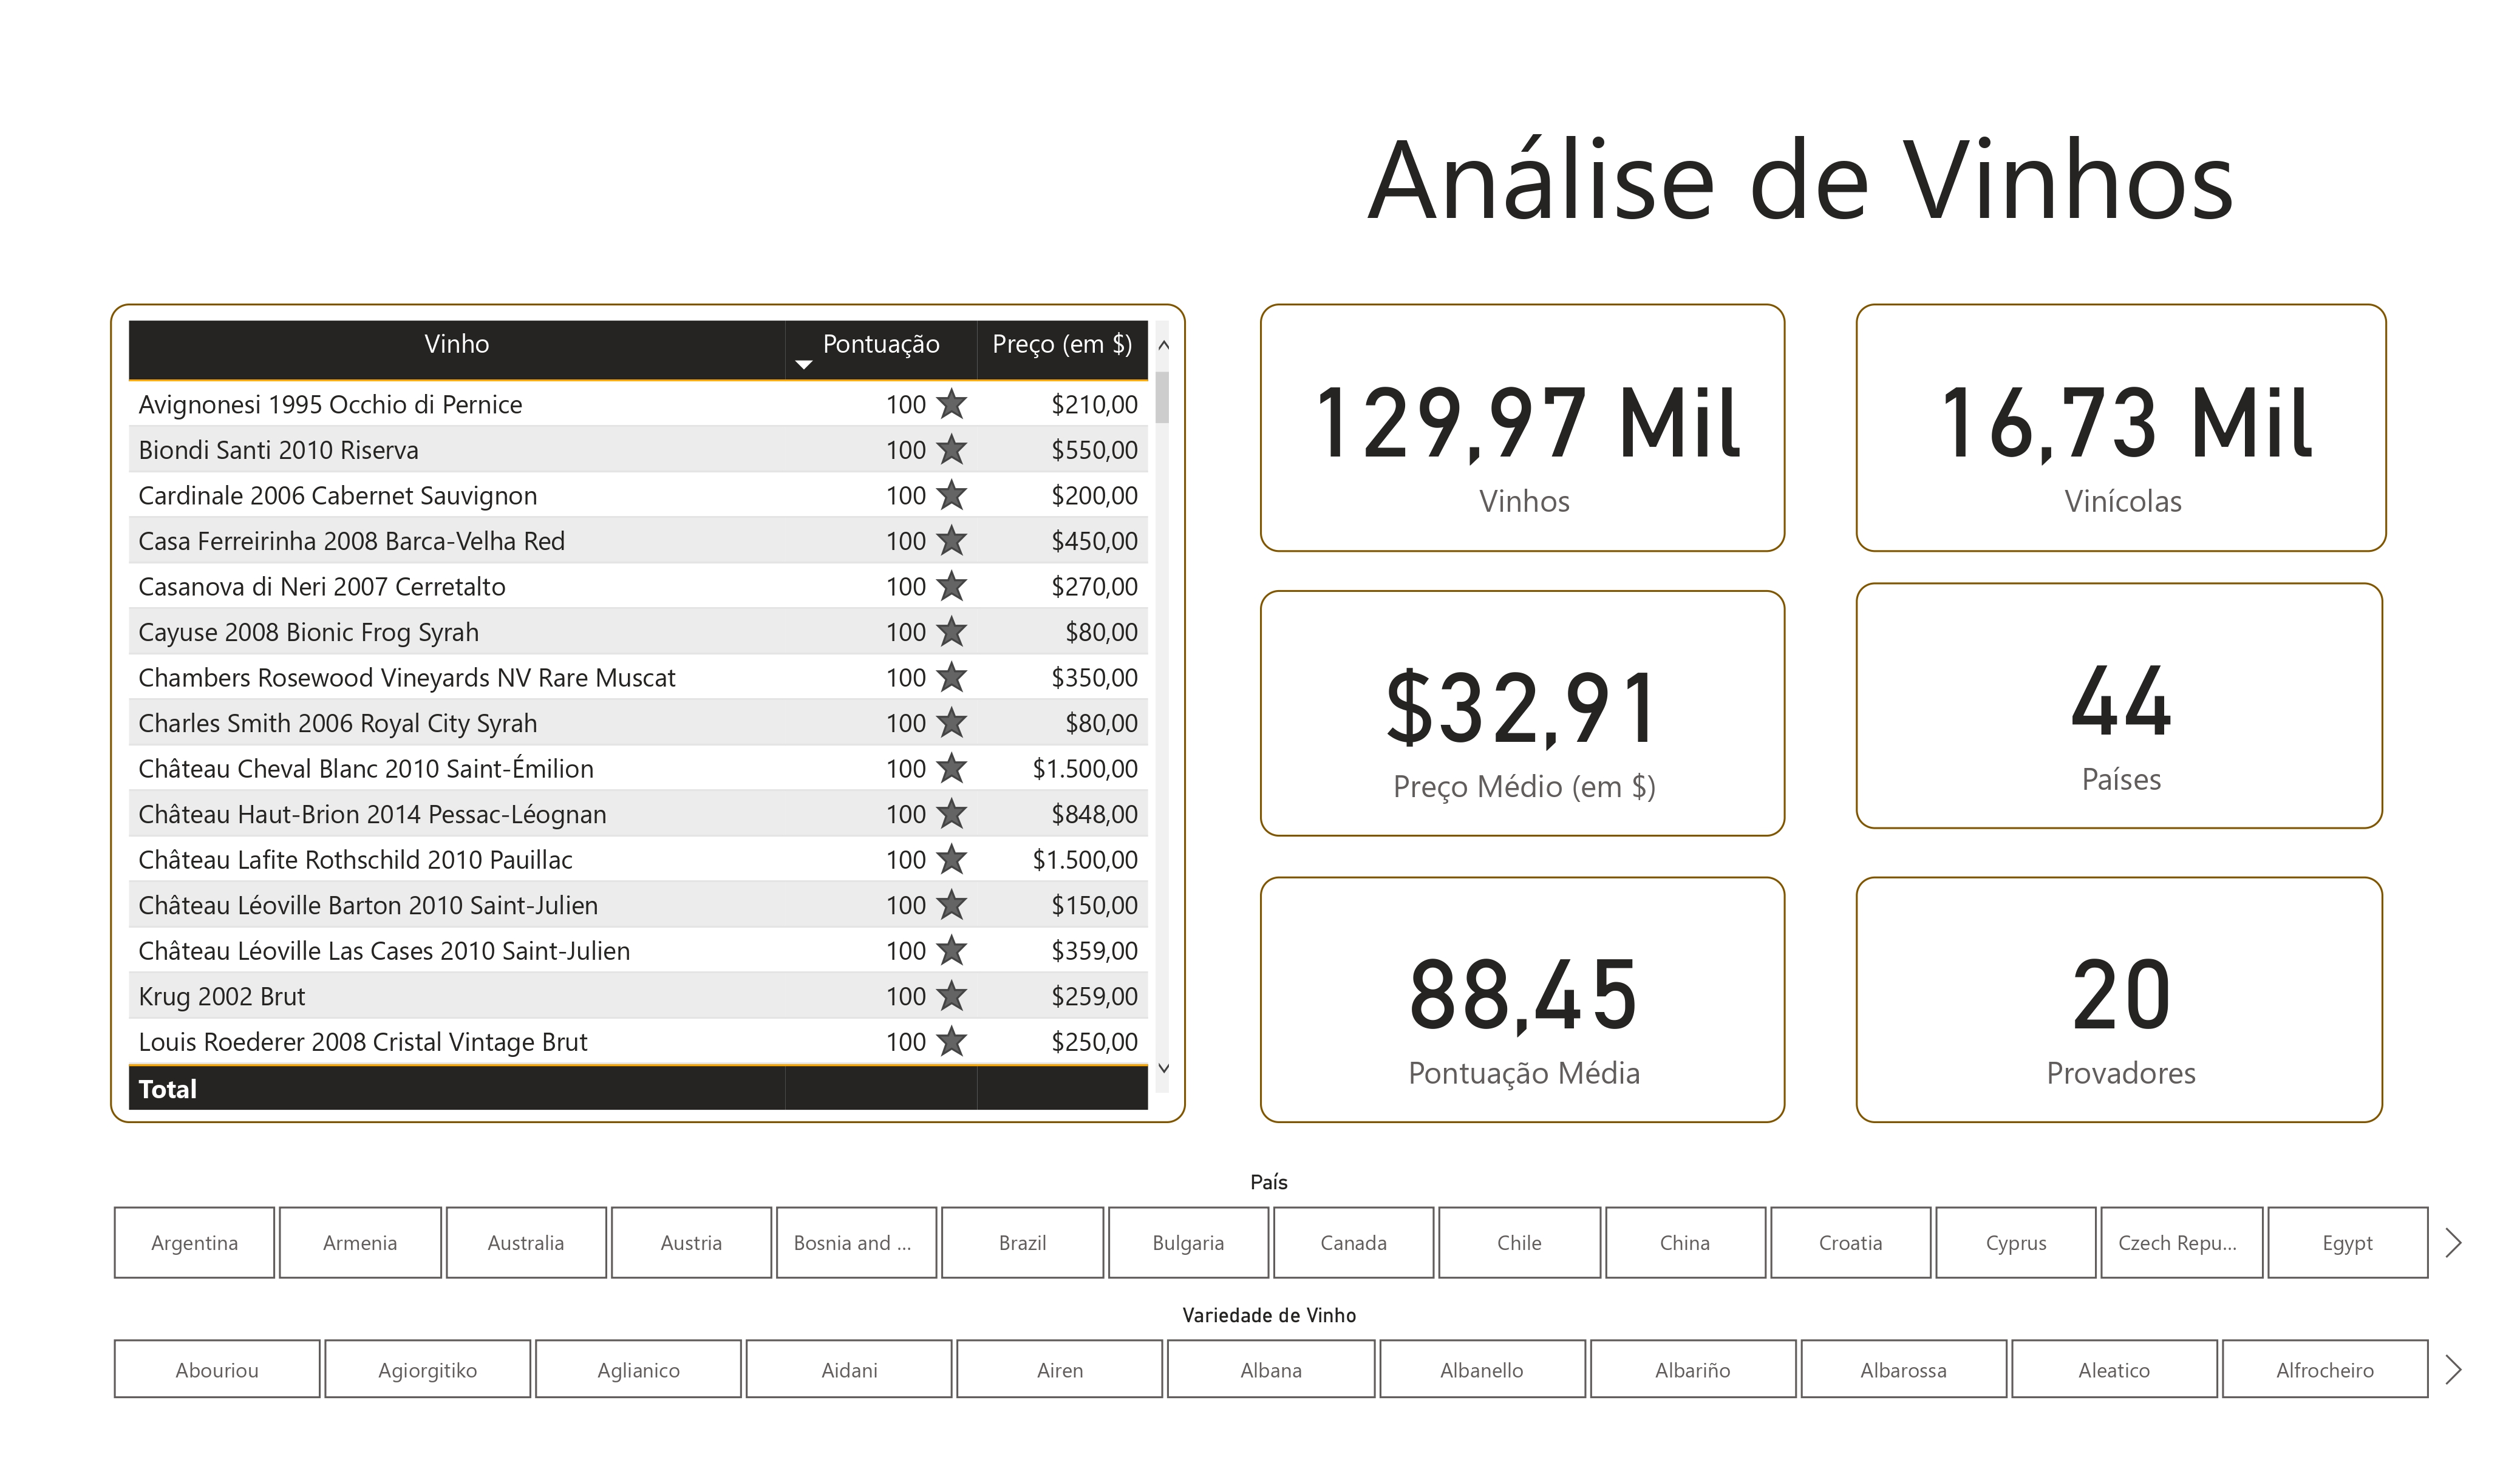 Análise de Vinhos
Vinho Pontuação Preço (em $)
Avignonesi 1995 Occhio di Pernice 100 $210,00
Biondi Santi 2010 Riserva 100 $550,00
Cardinale 2006 Cabernet Sauvignon 100 $200,00
Casa Ferreirinha 2008 Barca-Velha Red 100 $450,00
Casanova di Neri 2007 Cerretalto 100 $270,00
Cayuse 2008 Bionic Frog Syrah 100 $80,00
Chambers Rosewood Vineyards NV Rare Muscat 100 $350,00
Charles Smith 2006 Royal City Syrah 100 $80,00
Château Cheval Blanc 2010 Saint-Émilion 100 $1.500,00
Château Haut-Brion 2014 Pessac-Léognan 100 $848,00
Château Lafite Rothschild 2010 Pauillac 100 $1.500,00
Château Léoville Barton 2010 Saint-Julien 100 $150,00
Château Léoville Las Cases 2010 Saint-Julien 100 $359,00
Krug 2002 Brut 100 $259,00
Louis Roederer 2008 Cristal Vintage Brut 100 $250,00
Total
129,97 Mil
Vinhos
16,73 Mil
Vinícolas
$32,91
Preço Médio (em $)
44
Países
88,45
Pontuação Média
20
Provadores
País
Argentina Armenia Australia Austria Bosnia and ... Brazil Bulgaria Canada Chile China Croatia Cyprus Czech Repu... Egypt
Variedade de Vinho
Abouriou Agiorgitiko Aglianico Aidani Airen Albana Albanello Albariño Albarossa Aleatico Alfrocheiro